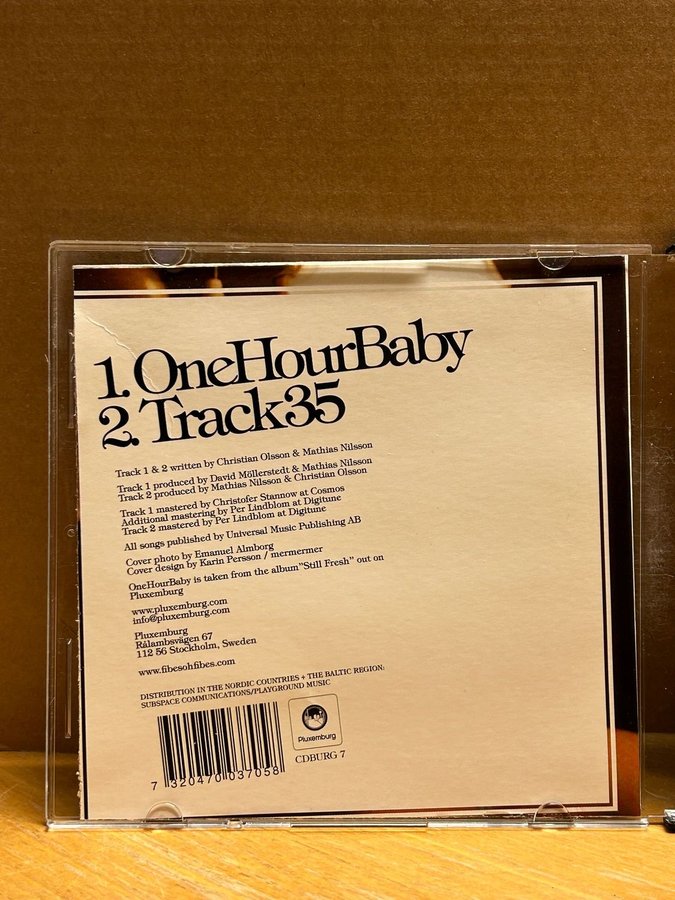 1. OneHourBaby
2. Track35
Track 1 & 2 written by Christian Olsson & Mathias Nilsson
Track 1 produced by David Möllerstedt & Mathias Nilsson
Track 2 produced by Mathias Nilsson & Christian Olsson
Track 1 mastered by Christofer Stannow at Cosmos
Additional mastering by Per Lindblom at Digitune
Track 2 mastered by Per Lindblom at Digitune
All songs published by Universal Music Publishing AB
Cover photo by Emanuel Almborg
Cover design by Karin Persson / mermermer
OneHourBaby is taken from the album"Still Fresh" out on
Pluxemburg
www.pluxemburg.com
info@pluxemburg.com
Pluxemburg
Rålambsvägen 67
112 56 Stockholm, Sweden
www.fibesohfibes.com
DISTRIBUTION IN THE NORDIC COUNTRIES + THE BALTIC REGION:
SUBSPACE COMMUNICATIONS/PLAYGROUND MUSIC
Pluxemburg
CDBURG 7
7 320470 037058